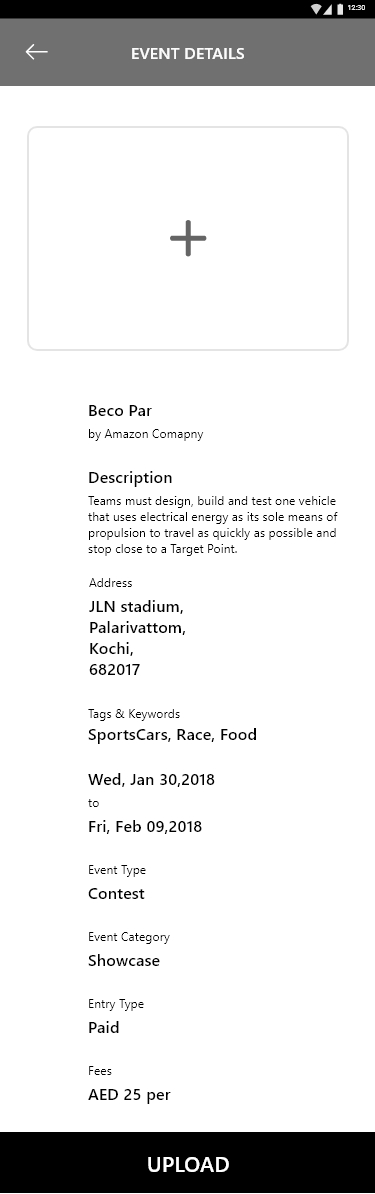 12:30
EVENT DETAILS
Beco Par
by Amazon Comapny
Description
Teams must design, build and test one vehicle
that uses electrical energy as its sole means of
propulsion to travel as quickly as possible and
stop close to a Target Point.
Address
JLN stadium,
Palarivattom,
Kochi,
682017
Tags & Keywords
SportsCars, Race, Food
Wed, Jan 30,2018
to
Fri, Feb 09,2018
Event Type
Contest
Event Category
Showcase
Entry Type
Paid
Fees
AED 25 per
UPLOAD